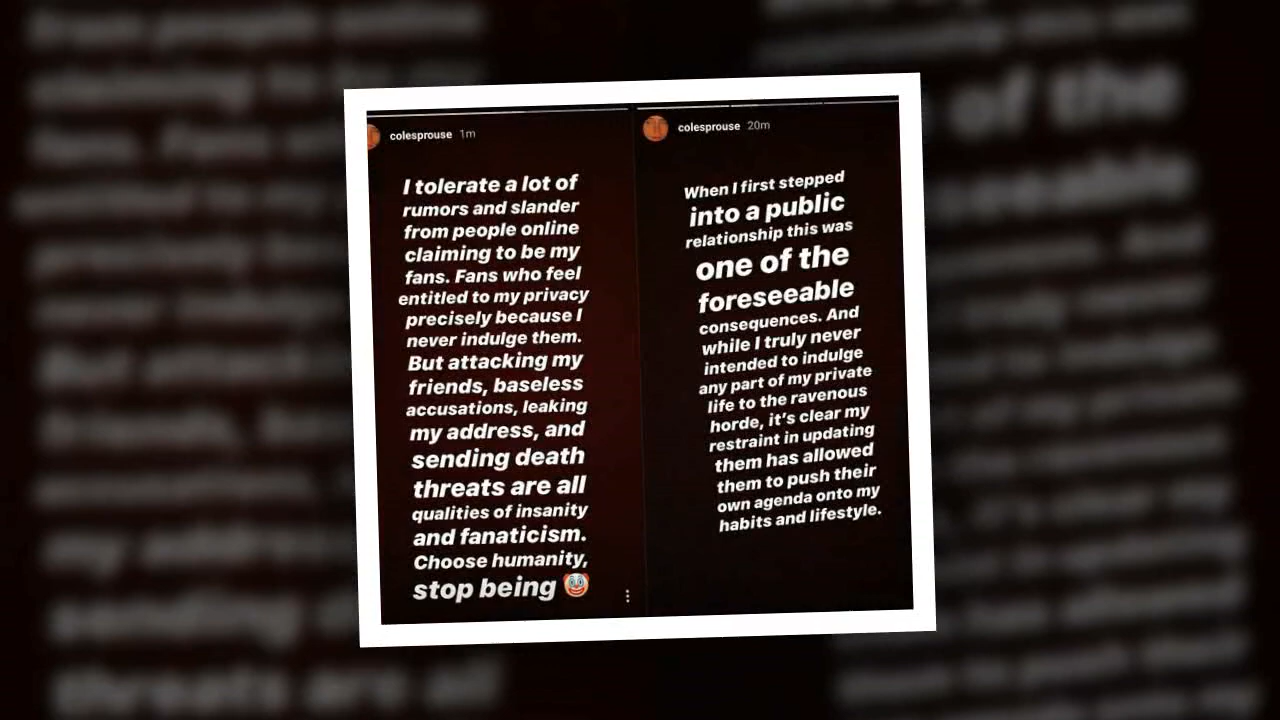 colesprouse 1m
I tolerate a lot of
rumors and slander
from people online
claiming to be my
fans. Fans who feel
entitled to my privacy
precisely because I
never indulge them.
But attacking my
friends, baseless
accusations, leaking
my address, and
sending death
threats are all
qualities of insanity
and fanaticism.
Choose humanity,
stop being 🤡
colesprouse 20m
When I first stepped
into a public
relationship this was
one of the
foreseeable
consequences. And
while I truly never
intended to indulge
any part of my private
life to the ravenous
horde, it's clear my
restraint in updating
them has allowed
them to push their
own agenda onto my
habits and lifestyle.